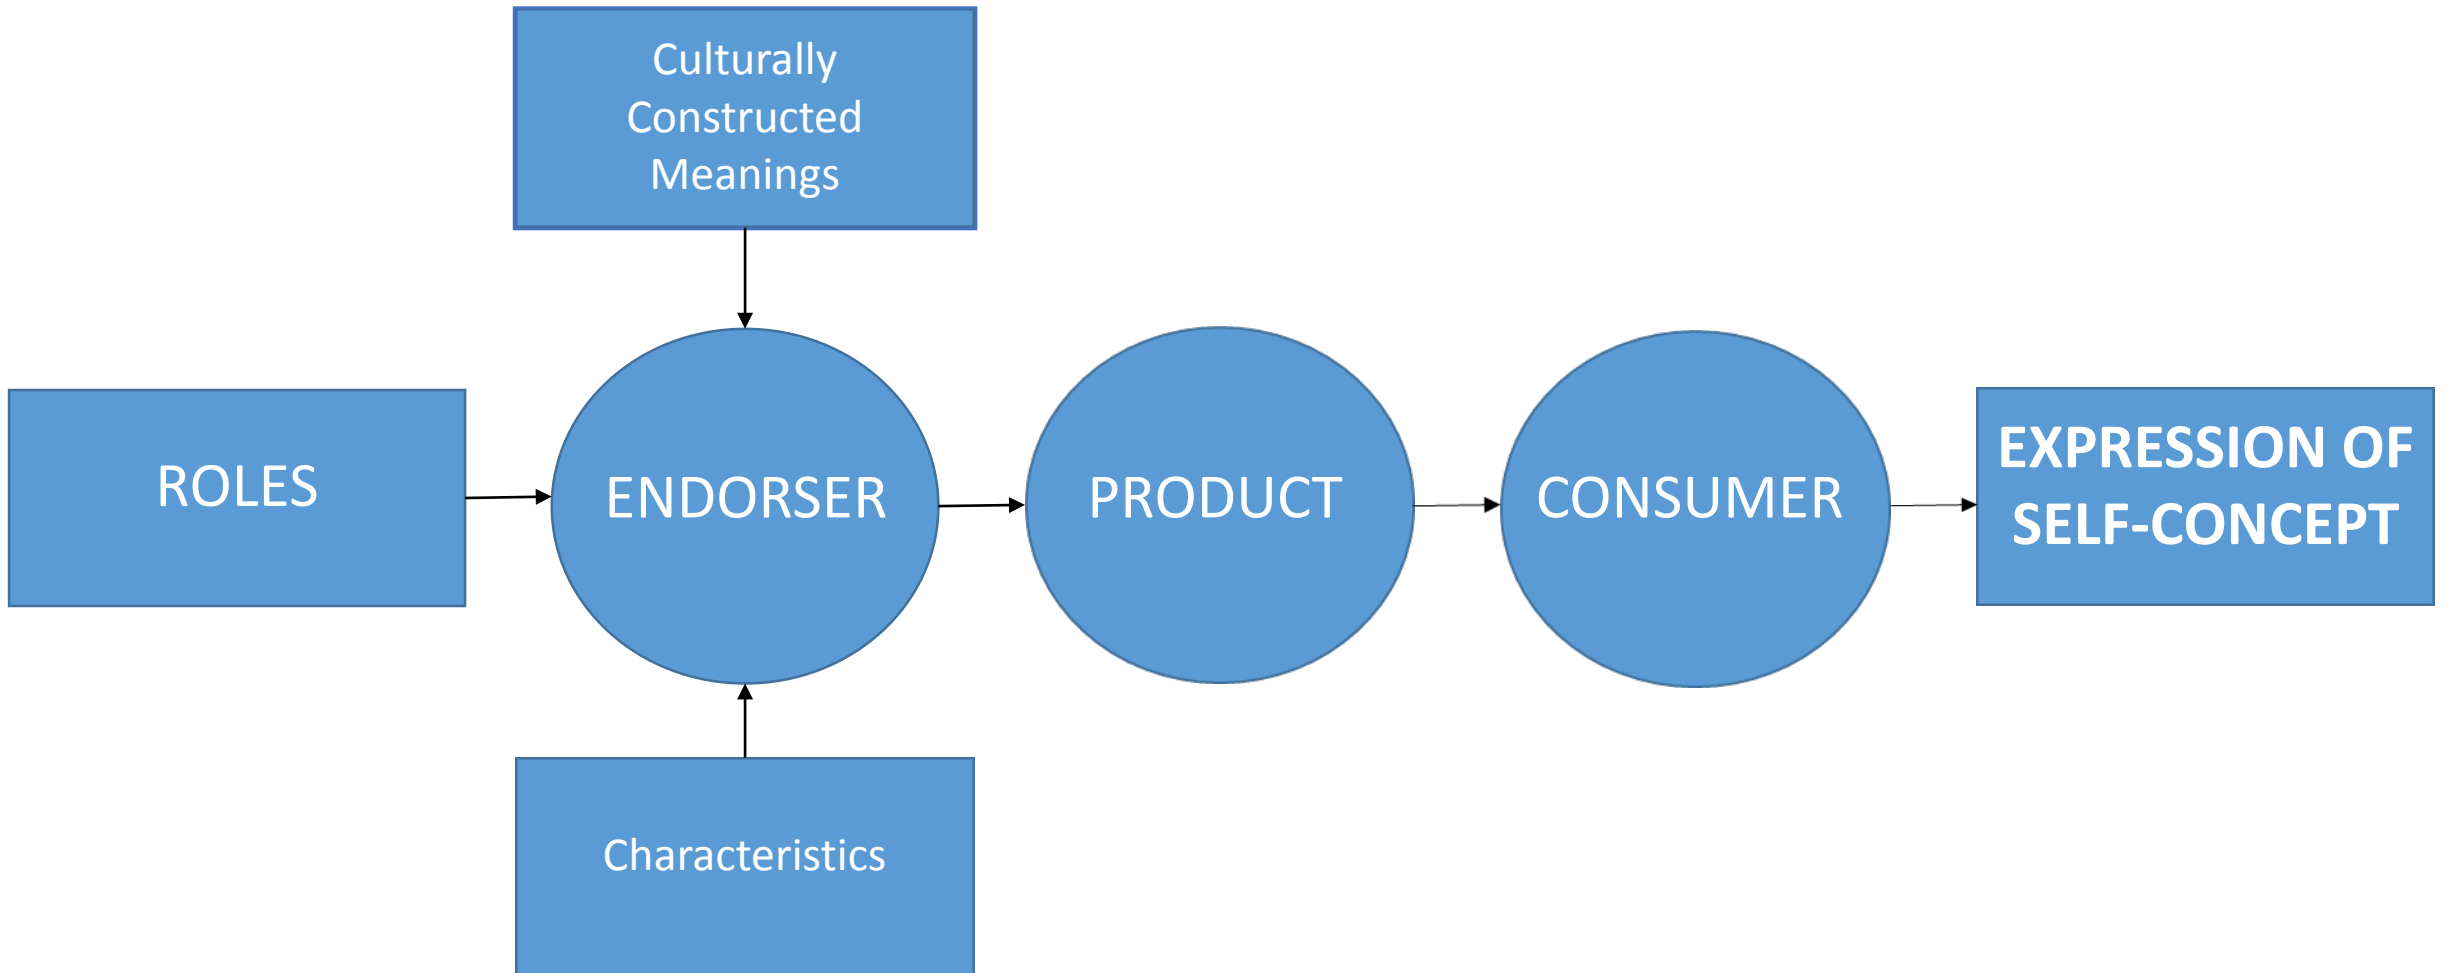 Culturally
Constructed
Meanings
ROLES
ENDORSER
PRODUCT
CONSUMER
EXPRESSION OF
SELF-CONCEPT
Characteristics